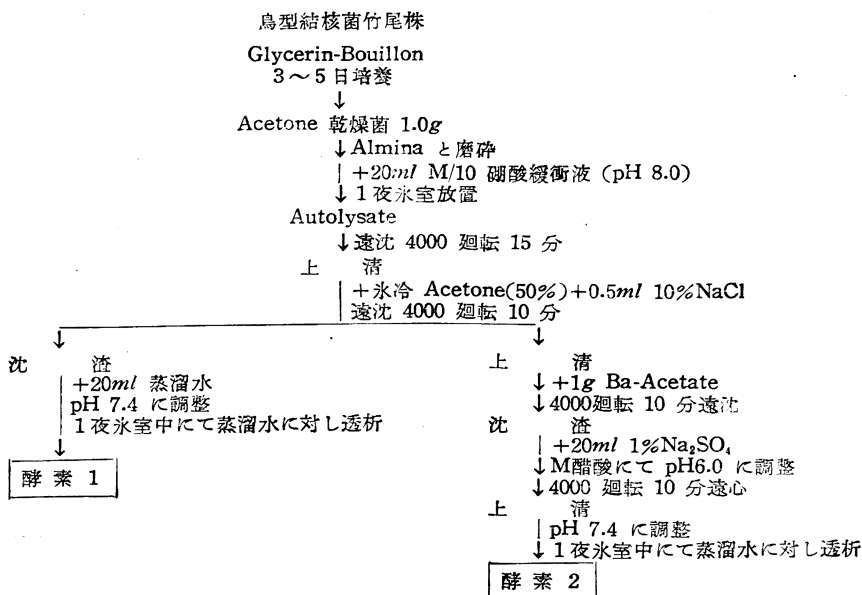 鳥型結核菌竹尾株
Glycerin-Bouillon
3～5日培養
↓
Acetone 乾燥菌 1.0g
↓Almina と磨砕
+20ml M/10 硼酸緩衝液 (pH 8.0)
↓1夜氷室放置
Autolysate
↓遠沈 4000 廻転 15 分
上 清
+氷冷 Acetone(50%)+0.5ml 10%NaCl
遠沈 4000 廻転 10 分
↓
沈 渣
+20ml 蒸溜水
pH 7.4 に調整
1夜氷室中にて蒸溜水に対し透析
↓
酵素 1
↓
上 清
↓+1g Ba-Acetate
↓4000廻転 10 分遠沈
沈 渣
+20ml 1%Na₂SO₄
↓M醋酸にて pH6.0 に調整
↓4000 廻転 10 分遠心
上 清
pH 7.4 に調整
↓1夜氷室中にて蒸溜水に対し透析
酵素 2